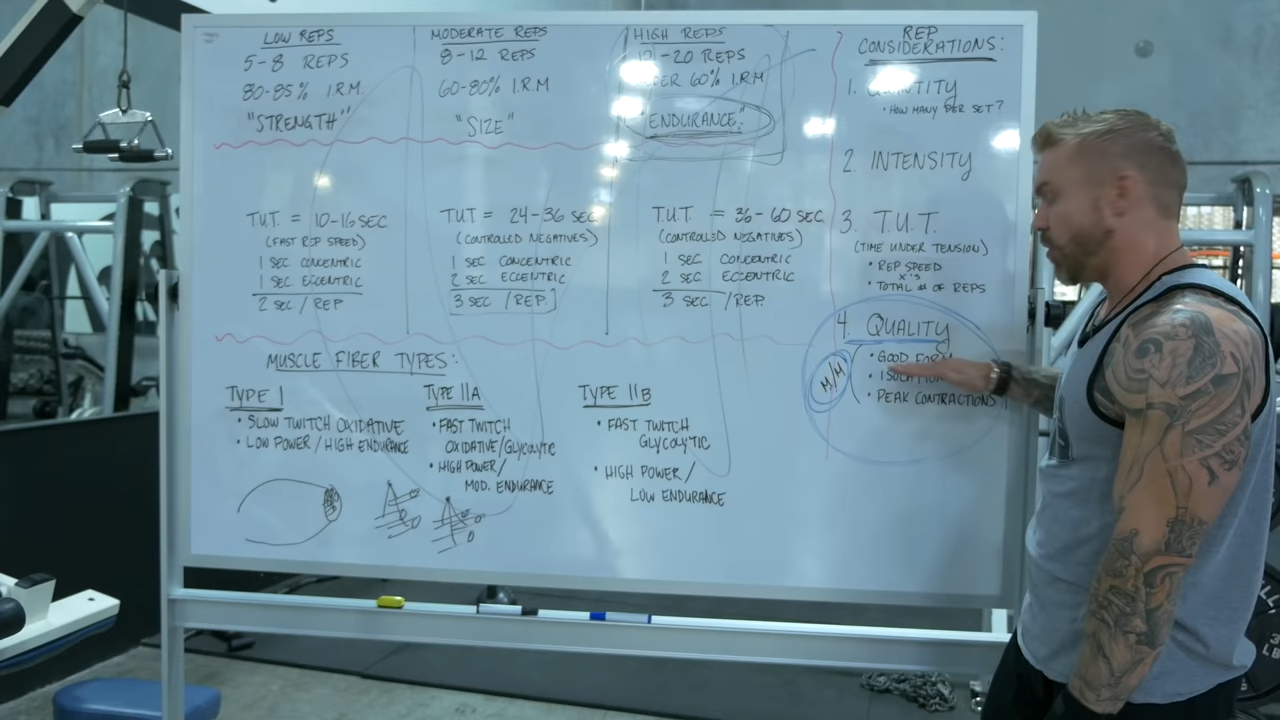 LOW REPS
5-8 REPS
80-85% I.R.M.
"STRENGTH"
MODERATE REPS
8-12 REPS
60-80% I.R.M
"SIZE"
HIGH REPS
-20 REPS
60% I.R.M
"ENDURANCE."
REP
CONSIDERATIONS:
1.
• HOW MANY PER SET?
2. INTENSITY
3. T.U.T.
(TIME UNDER TENSION)
• REP SPEED
X'S
• TOTAL # OF REPS
4. QUALITY
M/M
• GOOD
•
• PEAK CONTRACTIONS
T.U.T. = 10-16 SEC
(FAST REP SPEED)
1 SEC CONCENTRIC
1 SEC ECCENTRIC
2 SEC / REP
T.U.T = 24-36 SEC
(CONTROLLED NEGATIVES)
1 SEC CONCENTRIC
2 SEC ECCENTRIC
3 SEC / REP.
T.U.T. = 36-60 SEC
(CONTROLLED NEGATIVES)
1 SEC CONCENTRIC
2 SEC ECCENTRIC
3 SEC / REP.
MUSCLE FIBER TYPES:
TYPE I
• SLOW TWITCH OXIDATIVE
• LOW POWER / HIGH ENDURANCE
TYPE IIA
• FAST TWITCH
OXIDATIVE/GLYCOLYTIC
• HIGH POWER/
MOD. ENDURANCE
TYPE IIB
• FAST TWITCH
GLYCOLYTIC
• HIGH POWER/
LOW ENDURANCE